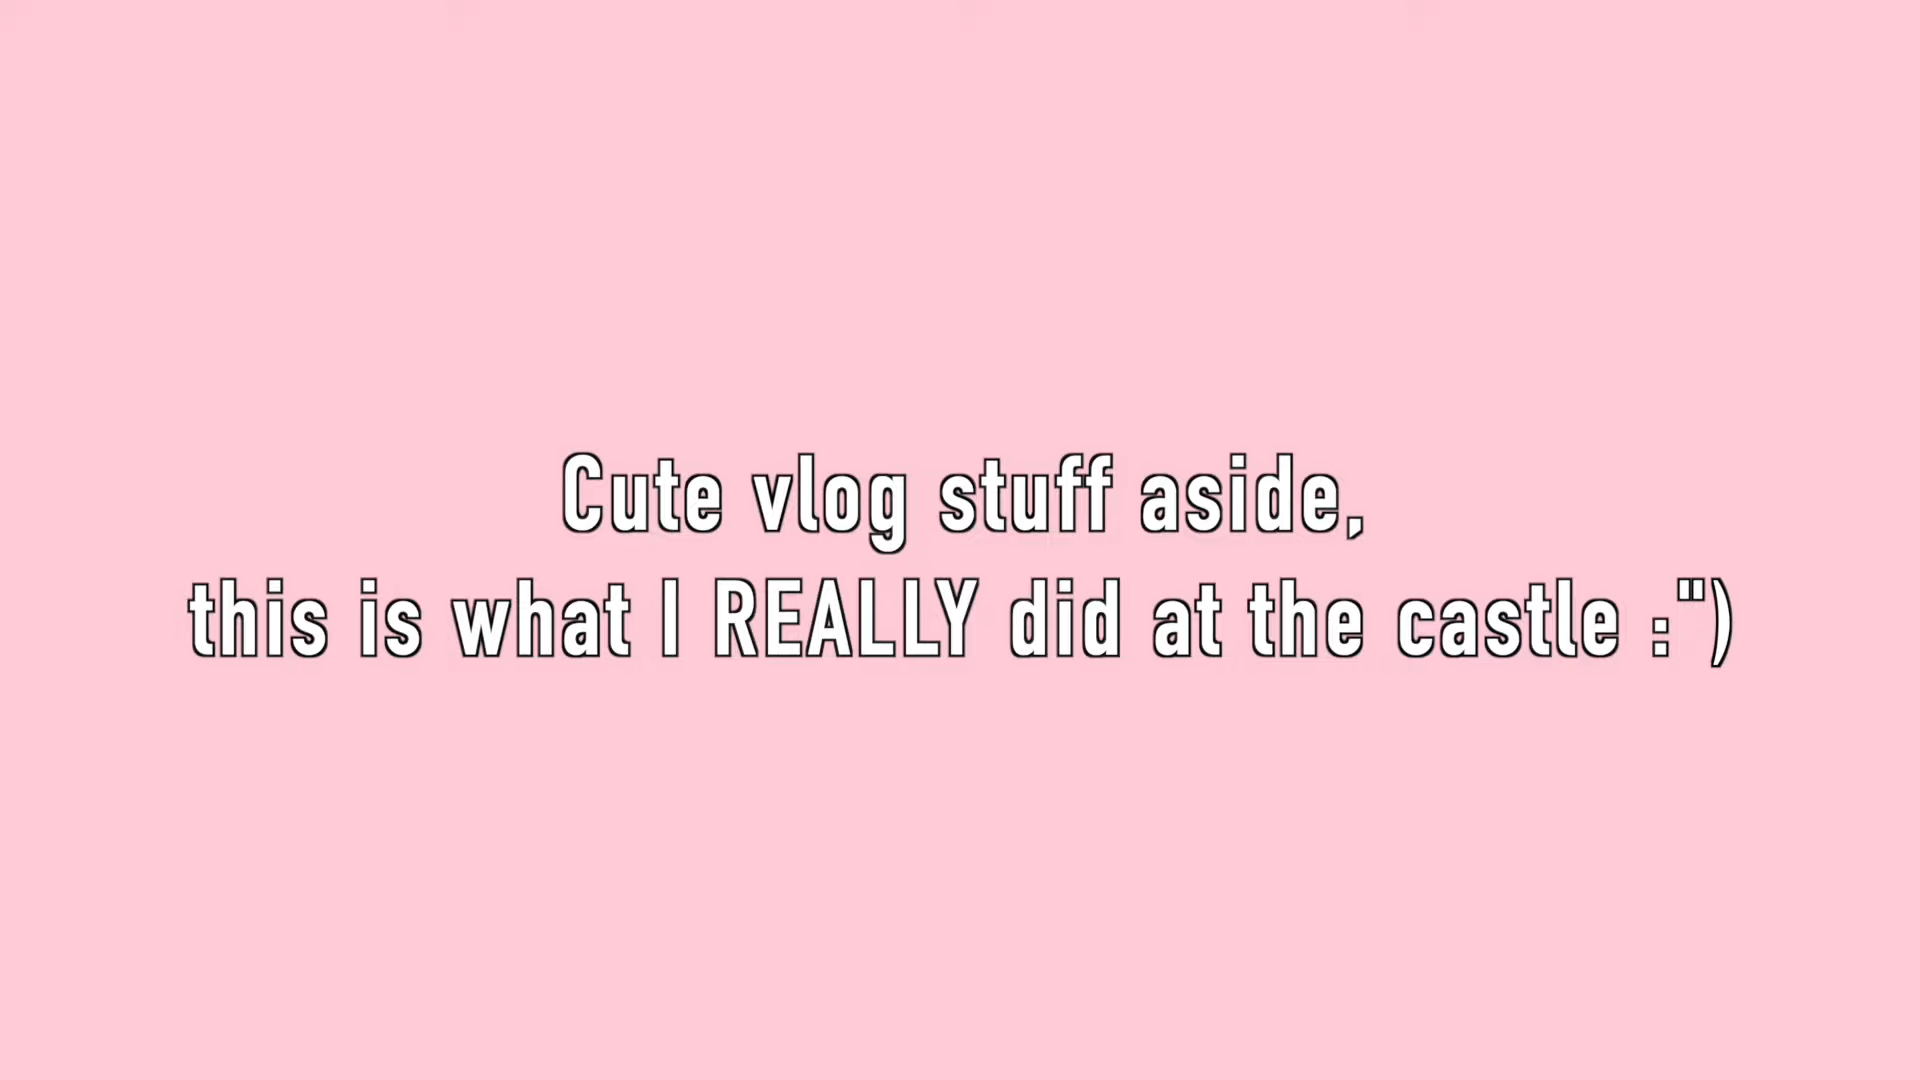 Cute vlog stuff aside,
this is what I REALLY did at the castle :")